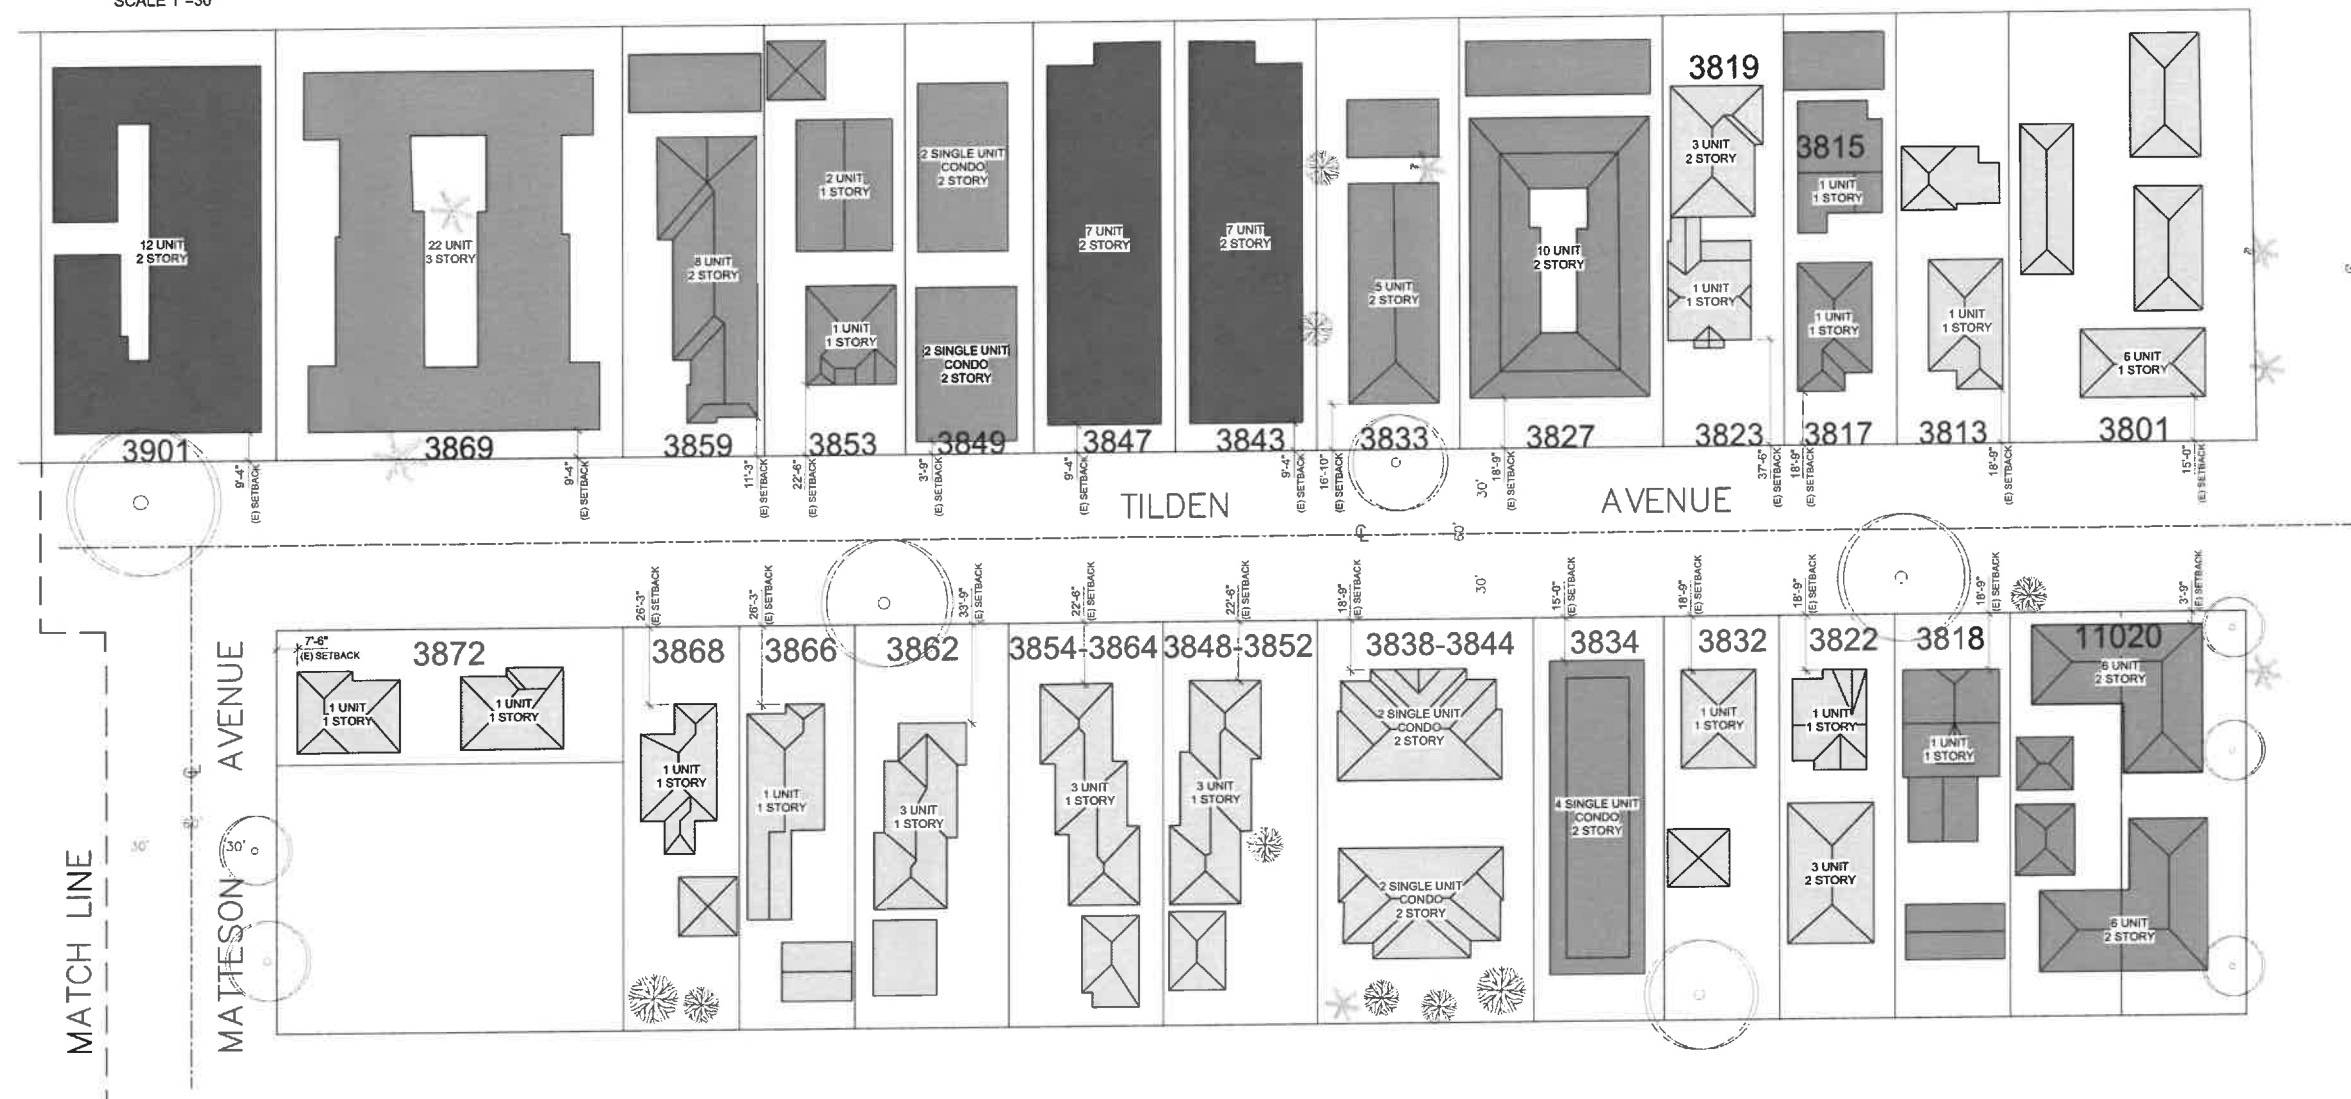 SCALE 1"=30'
3819
3815
3 UNIT
2 STORY
2 UNIT
1 STORY
2 SINGLE UNIT
CONDO
2 STORY
1 UNIT
1 STORY
12 UNIT
2 STORY
22 UNIT
3 STORY
8 UNIT
2 STORY
7 UNIT
2 STORY
7 UNIT
2 STORY
5 UNIT
2 STORY
10 UNIT
2 STORY
1 UNIT
1 STORY
1 UNIT
1 STORY
2 SINGLE UNIT
CONDO
2 STORY
1 UNIT
1 STORY
1 UNIT
1 STORY
6 UNIT
1 STORY
3901
3869
3859
3853
3849
3847
3843
3833
3827
3823
3817
3813
3801
9'-4"
(E) SETBACK
9'-4"
(E) SETBACK
11'-3"
(E) SETBACK
22'-6"
(E) SETBACK
3'-9"
(E) SETBACK
9'-4"
(E) SETBACK
9'-4"
(E) SETBACK
16'-10"
(E) SETBACK
30'
18'-9"
(E) SETBACK
37'-6"
(E) SETBACK
18'-9"
(E) SETBACK
18'-9"
(E) SETBACK
15'-0"
(E) SETBACK
TILDEN AVENUE
60'
26'-3"
(E) SETBACK
26'-3"
(E) SETBACK
33'-9"
(E) SETBACK
22'-6"
(E) SETBACK
22'-6"
(E) SETBACK
18'-9"
(E) SETBACK
30'
15'-0"
(E) SETBACK
18'-9"
(E) SETBACK
18'-9"
(E) SETBACK
18'-9"
(E) SETBACK
3'-9"
(E) SETBACK
7'-6"
(E) SETBACK
3872
3868
3866
3862
3854-3864
3848-3852
3838-3844
3834
3832
3822
3818
11020
1 UNIT
1 STORY
1 UNIT
1 STORY
1 UNIT
1 STORY
1 UNIT
1 STORY
3 UNIT
1 STORY
3 UNIT
1 STORY
3 UNIT
1 STORY
2 SINGLE UNIT
CONDO
2 STORY
2 SINGLE UNIT
CONDO
2 STORY
4 SINGLE UNIT
CONDO
2 STORY
1 UNIT
1 STORY
1 UNIT
1 STORY
3 UNIT
2 STORY
1 UNIT
1 STORY
6 UNIT
2 STORY
6 UNIT
2 STORY
30'
30'
MATCH LINE
MATTESON AVENUE